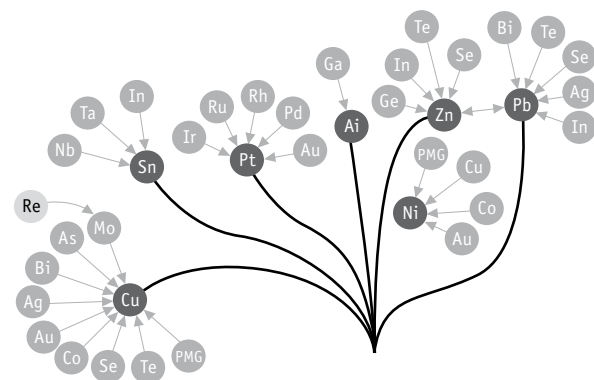 Te
Bi
Te
In
Se
Se
Ga
Ge
Zn
Pb
Ag
In
In
Ta
Ru
Rh
Pd
Ai
Nb
Sn
Ir
Pt
Au
PMG
Cu
Ni
Co
Au
Re
As
Mo
Bi
Ag
Cu
Au
Co
Se
Te
PMG